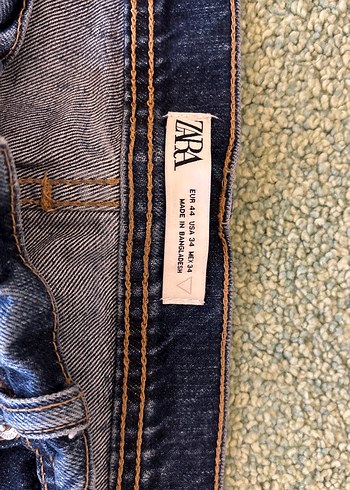 ZARA
EUR 44 USA 34 MEX 34
MADE IN BANGLADESH